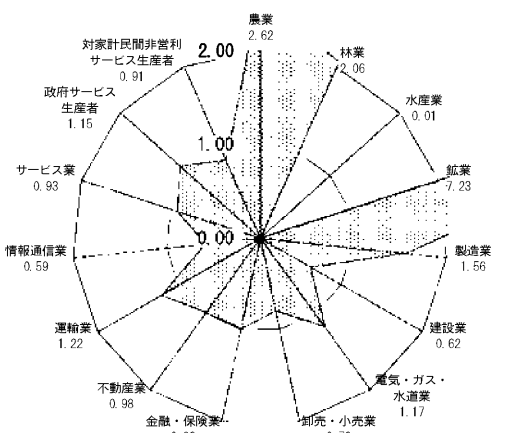 農業
2.62
林業
2.06
水産業
0.01
鉱業
7.23
製造業
1.56
建設業
0.62
電気・ガス・
水道業
1.17
卸売・小売業
金融・保険業
不動産業
0.98
運輸業
1.22
情報通信業
0.59
サービス業
0.93
政府サービス
生産者
1.15
対家計民間非営利
サービス生産者
0.91
2.00
1.00
0.00